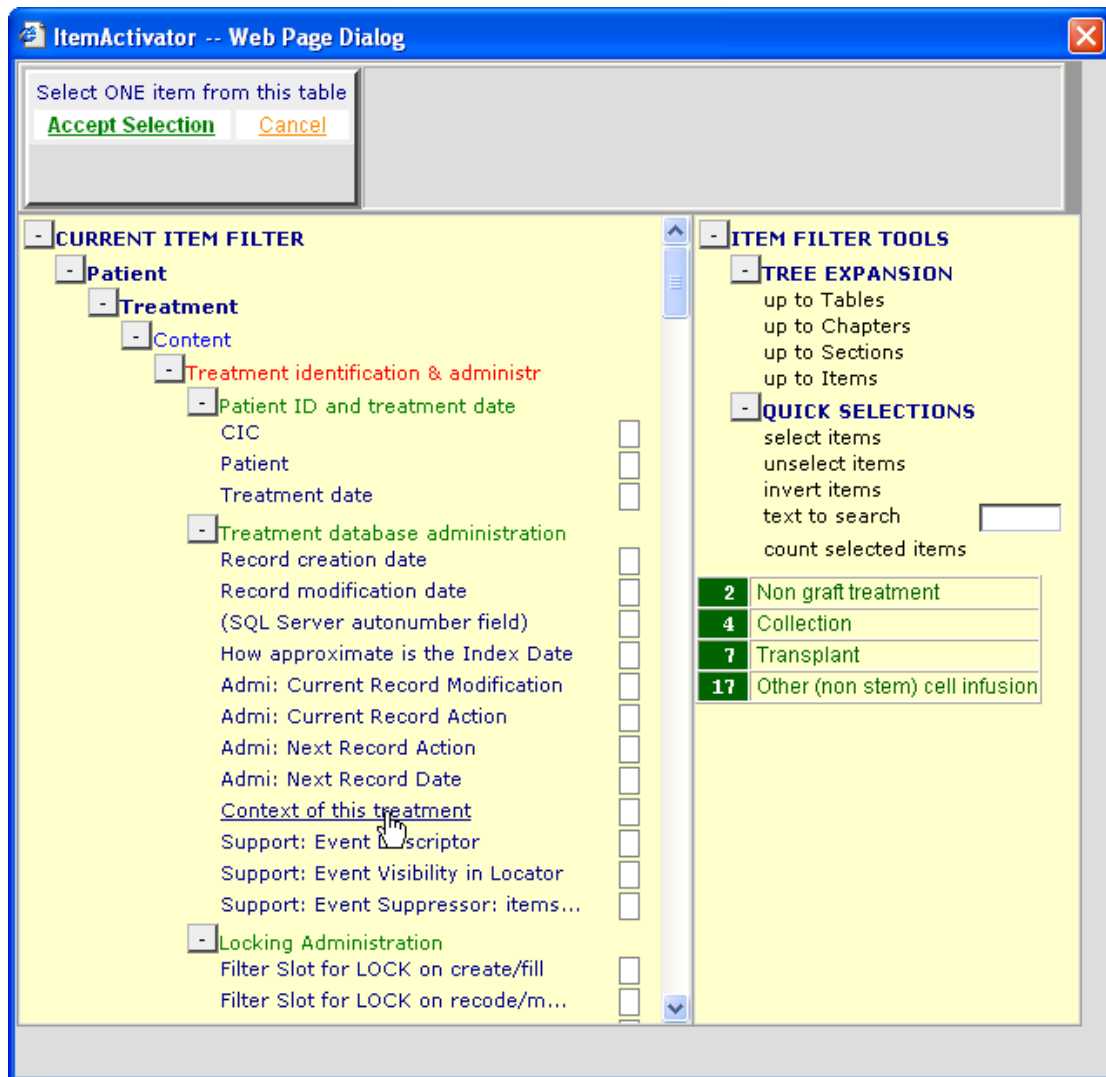 ItemActivator -- Web Page Dialog
Select ONE item from this table
Accept Selection Cancel
CURRENT ITEM FILTER
Patient
Treatment
Content
Treatment identification & administr
Patient ID and treatment date
CIC
Patient
Treatment date
Treatment database administration
Record creation date
Record modification date
(SQL Server autonumber field)
How approximate is the Index Date
Admi: Current Record Modification
Admi: Current Record Action
Admi: Next Record Action
Admi: Next Record Date
Context of this treatment
Support: Event scriptor
Support: Event Visibility in Locator
Support: Event Suppressor: items...
Locking Administration
Filter Slot for LOCK on create/fill
Filter Slot for LOCK on recode/m...
ITEM FILTER TOOLS
TREE EXPANSION
up to Tables
up to Chapters
up to Sections
up to Items
QUICK SELECTIONS
select items
unselect items
invert items
text to search
count selected items
2 Non graft treatment
4 Collection
7 Transplant
17 Other (non stem) cell infusion